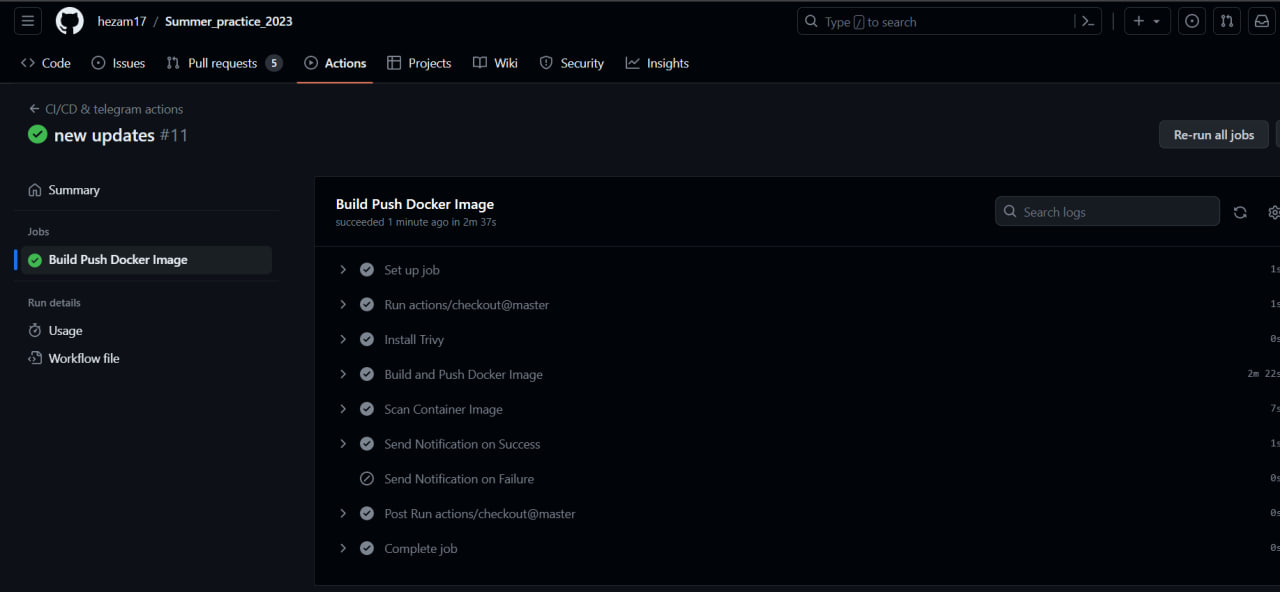 hezam17 / Summer_practice_2023
Type / to search
Code Issues Pull requests 5 Actions Projects Wiki Security Insights
CI/CD & telegram actions
new updates #11
Re-run all jobs
Summary
Jobs
Build Push Docker Image
Run details
Usage
Workflow file
Build Push Docker Image
succeeded 1 minute ago in 2m 37s
Search logs
Set up job 1s
Run actions/checkout@master 1s
Install Trivy 0s
Build and Push Docker Image 2m 22s
Scan Container Image 7s
Send Notification on Success 1s
Send Notification on Failure 0s
Post Run actions/checkout@master 0s
Complete job 0s